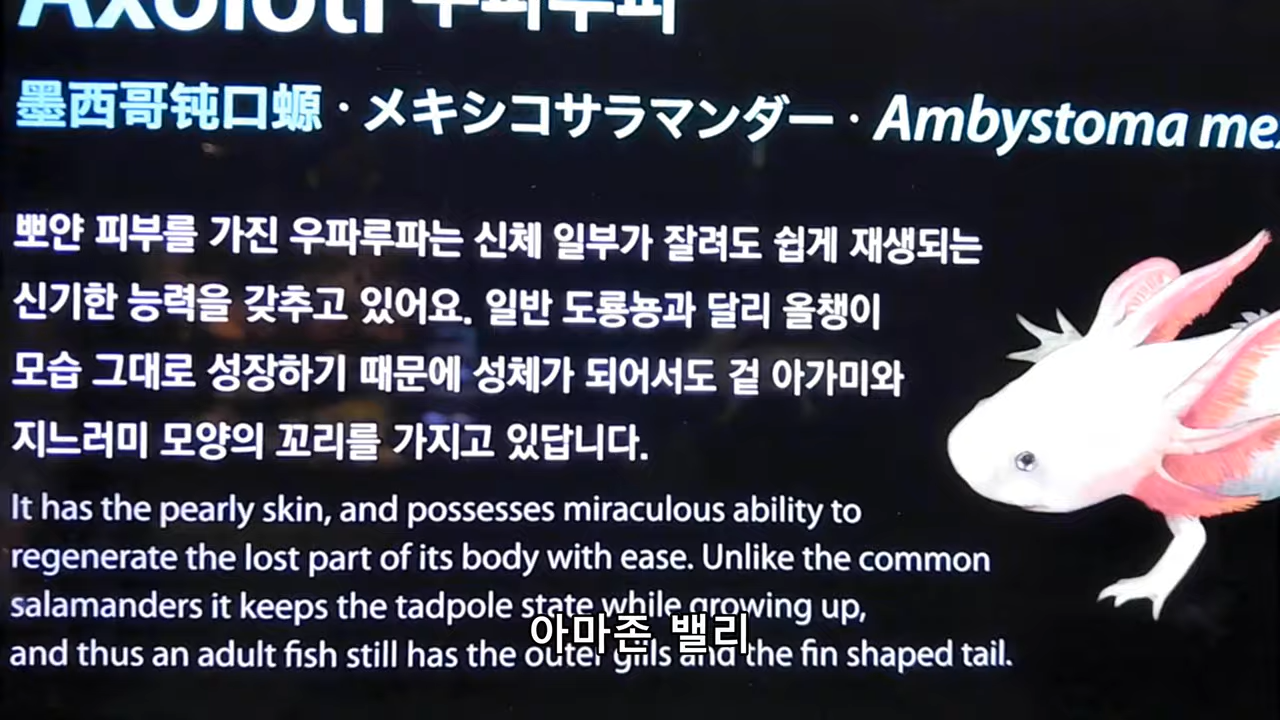 Axolotl 우파루파
墨西哥钝口螈 · メキシコサラマンダー · Ambystoma mex
뽀얀 피부를 가진 우파루파는 신체 일부가 잘려도 쉽게 재생되는
신기한 능력을 갖추고 있어요. 일반 도롱뇽과 달리 올챙이
모습 그대로 성장하기 때문에 성체가 되어서도 겉 아가미와
지느러미 모양의 꼬리를 가지고 있답니다.
It has the pearly skin, and possesses miraculous ability to
regenerate the lost part of its body with ease. Unlike the common
salamanders it keeps the tadpole state while growing up,
아마존 밸리
and thus an adult fish still has the outer gills and the fin shaped tail.